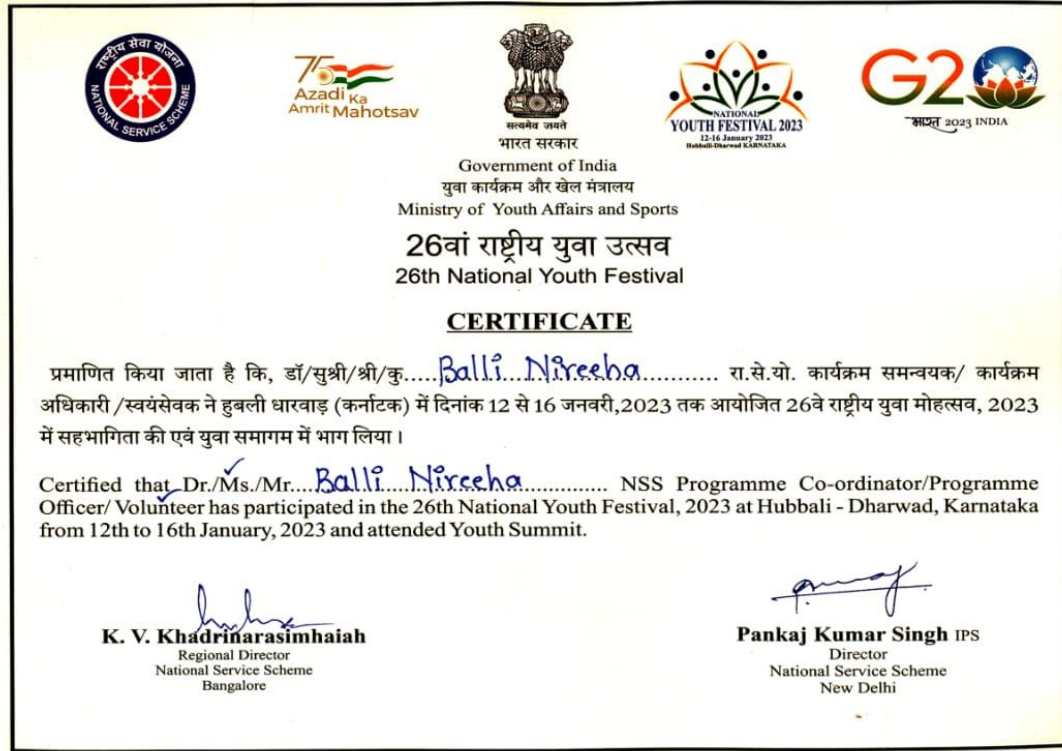 राष्ट्रीय सेवा योजना
NATIONAL SERVICE SCHEME
75
Azadi Ka
Amrit Mahotsav
सत्यमेव जयते
भारत सरकार
Government of India
युवा कार्यक्रम और खेल मंत्रालय
Ministry of Youth Affairs and Sports
NATIONAL
YOUTH FESTIVAL 2023
12-16 January 2023
Hubballi-Dharwad KARNATAKA
G20
भारत 2023 INDIA
26वां राष्ट्रीय युवा उत्सव
26th National Youth Festival
CERTIFICATE
प्रमाणित किया जाता है कि, डॉ/सुश्री/श्री/कु.....Balli Nireeha............ रा.से.यो. कार्यक्रम समन्वयक/ कार्यक्रम
अधिकारी /स्वयंसेवक ने हुबली धारवाड़ (कर्नाटक) में दिनांक 12 से 16 जनवरी,2023 तक आयोजित 26वे राष्ट्रीय युवा मोहत्सव, 2023
में सहभागिता की एवं युवा समागम में भाग लिया ।
Certified that Dr./Ms./Mr....Balli Nireeha............. NSS Programme Co-ordinator/Programme
Officer/ Volunteer has participated in the 26th National Youth Festival, 2023 at Hubbali - Dharwad, Karnataka
from 12th to 16th January, 2023 and attended Youth Summit.
K. V. Khadrinarasimhaiah
Regional Director
National Service Scheme
Bangalore
Pankaj Kumar Singh IPS
Director
National Service Scheme
New Delhi